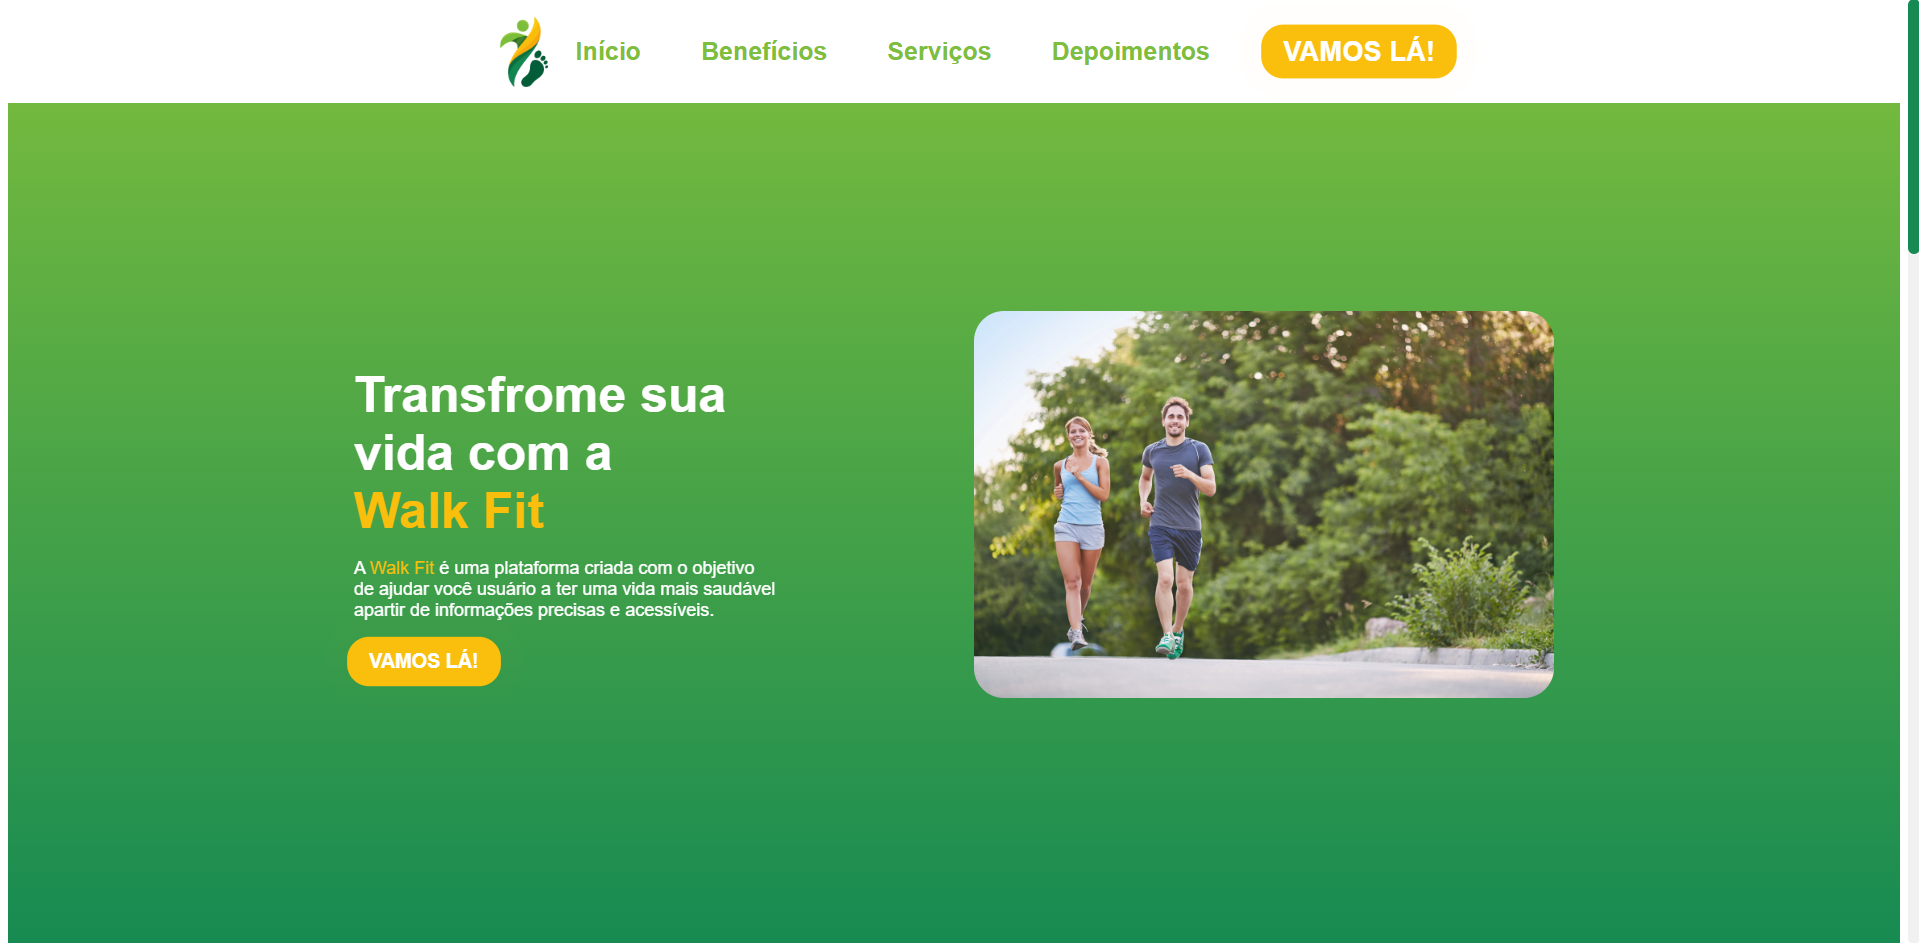 Início Benefícios Serviços Depoimentos VAMOS LÁ!
Transfrome sua
vida com a
Walk Fit
A Walk Fit é uma plataforma criada com o objetivo
de ajudar você usuário a ter uma vida mais saudável
apartir de informações precisas e acessíveis.
VAMOS LÁ!